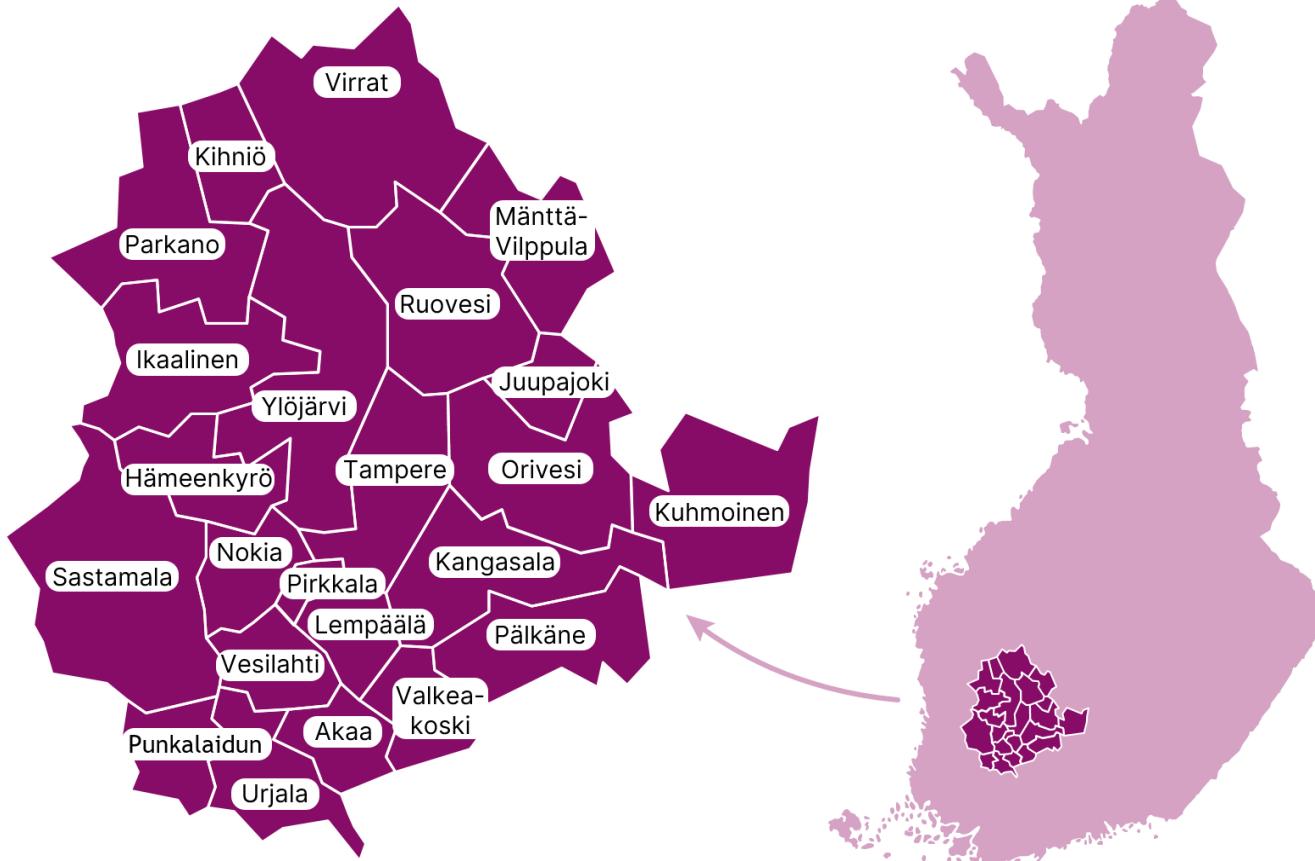 Virrat
Kihniö
Mänttä-
Vilppula
Parkano
Ruovesi
Ikaalinen
Juupajoki
Ylöjärvi
Hämeenkyrö
Tampere
Orivesi
Kuhmoinen
Nokia
Kangasala
Sastamala
Pirkkala
Lempäälä
Pälkäne
Vesilahti
Valkea-
koski
Akaa
Punkalaidun
Urjala